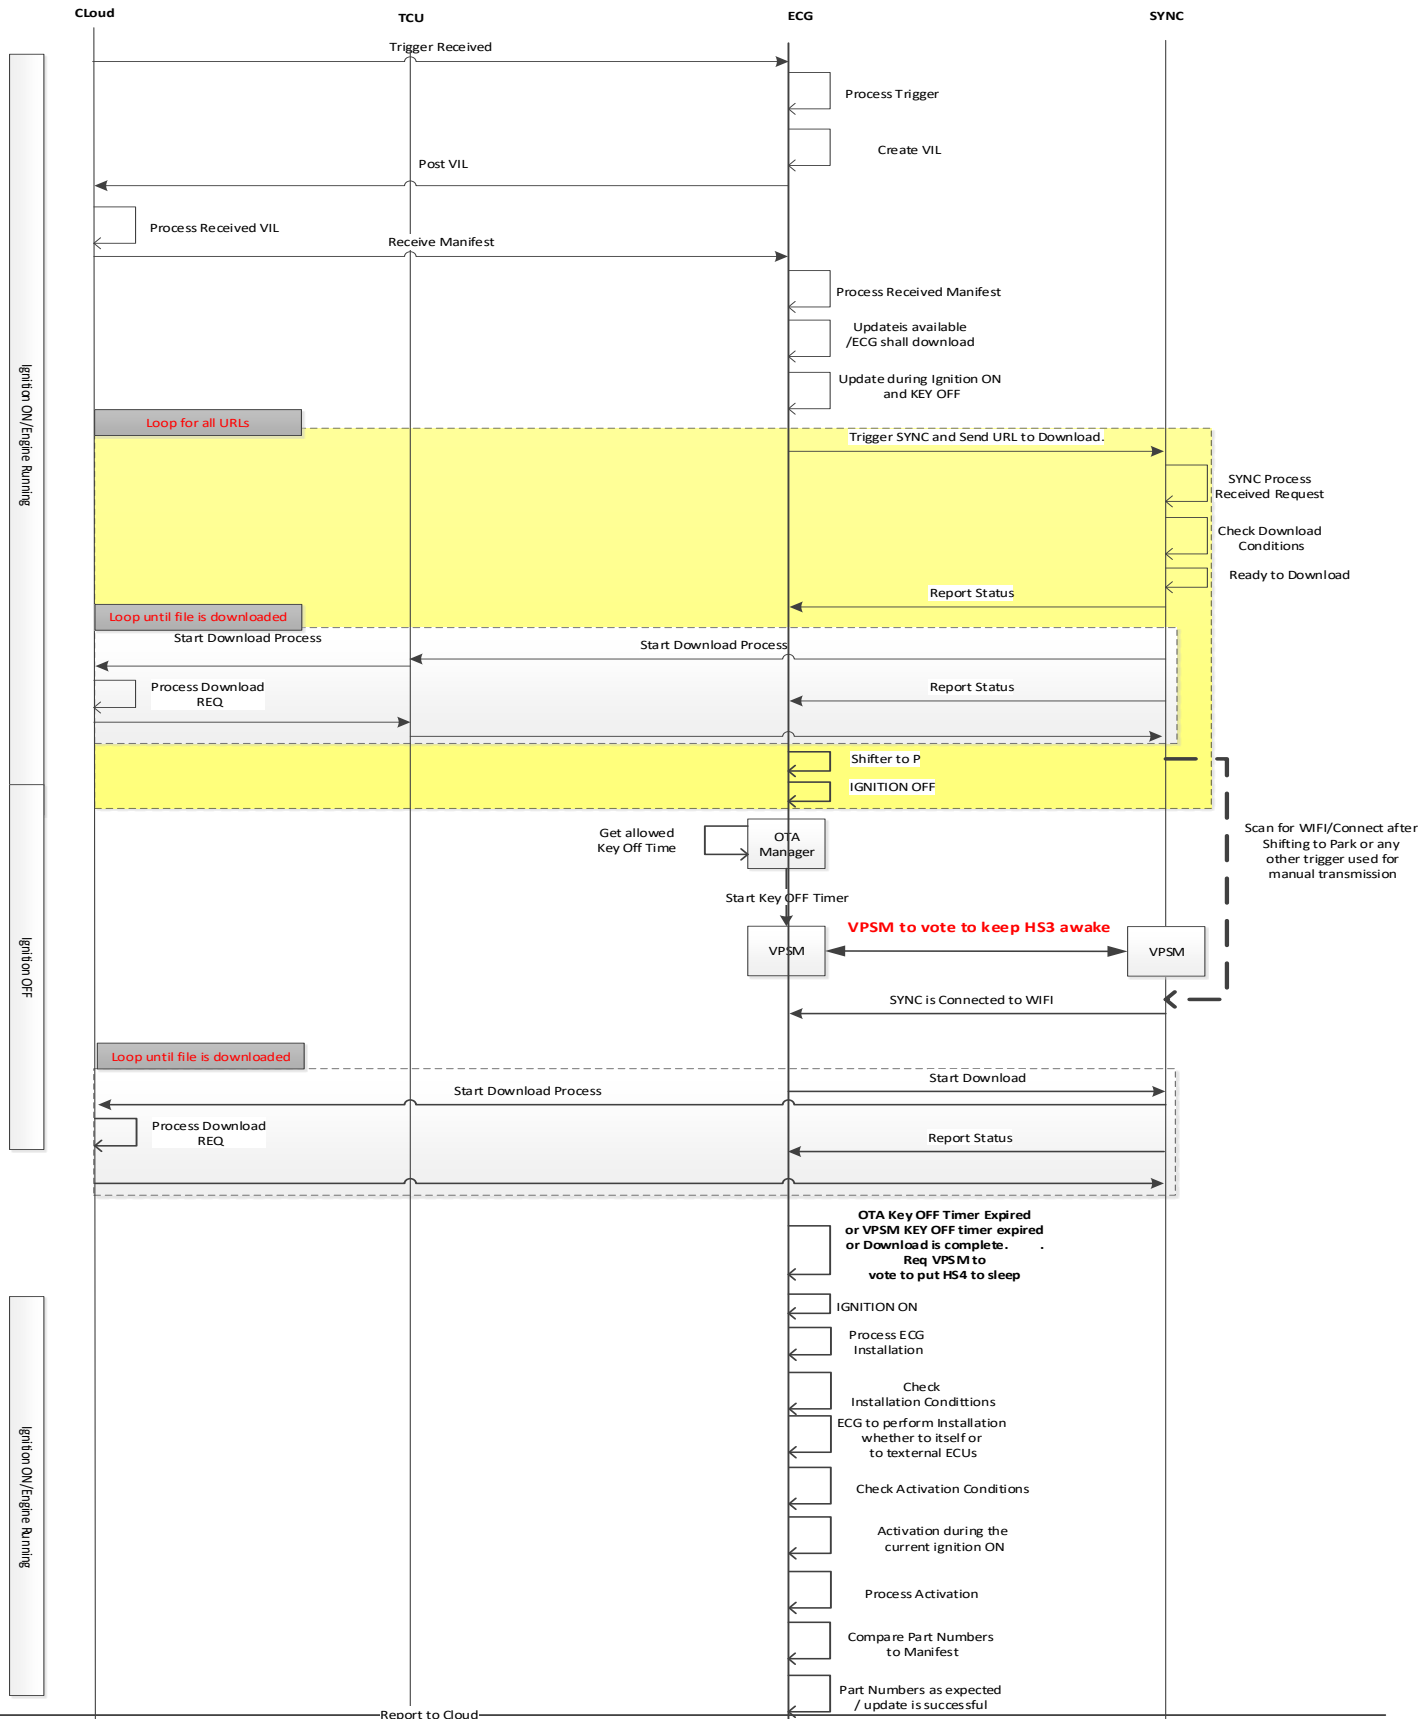 CLoud
TCU
ECG
SYNC
Trigger Received
Process Trigger
Create VIL
Post VIL
Process Received VIL
Receive Manifest
Process Received Manifest
Updateis available
/ECG shall download
Update during Ignition ON
and KEY OFF
Ignition ON/Engine Running
Loop for all URLs
Trigger SYNC and Send URL to Download.
SYNC Process
Received Request
Check Download
Conditions
Ready to Download
Report Status
Loop until file is downloaded
Start Download Process
Start Download Process
Process Download
REQ
Report Status
Shifter to P
IGNITION OFF
Get allowed
Key Off Time
OTA
Manager
Scan for WIFI/Connect after
Shifting to Park or any
other trigger used for
manual transmission
Start Key OFF Timer
VPSM to vote to keep HS3 awake
VPSM
VPSM
Ignition OFF
SYNC is Connected to WIFI
Loop until file is downloaded
Start Download
Start Download Process
Process Download
REQ
Report Status
OTA Key OFF Timer Expired
or VPSM KEY OFF timer expired
or Download is complete. .
Req VPSM to
vote to put HS4 to sleep
IGNITION ON
Process ECG
Installation
Check
Installation Condittions
ECG to perform Installation
whether to itself or
to texternal ECUs
Check Activation Conditions
Ignition ON/Engine Running
Activation during the
current ignition ON
Process Activation
Compare Part Numbers
to Manifest
Part Numbers as expected
/ update is successful
Report to Cloud